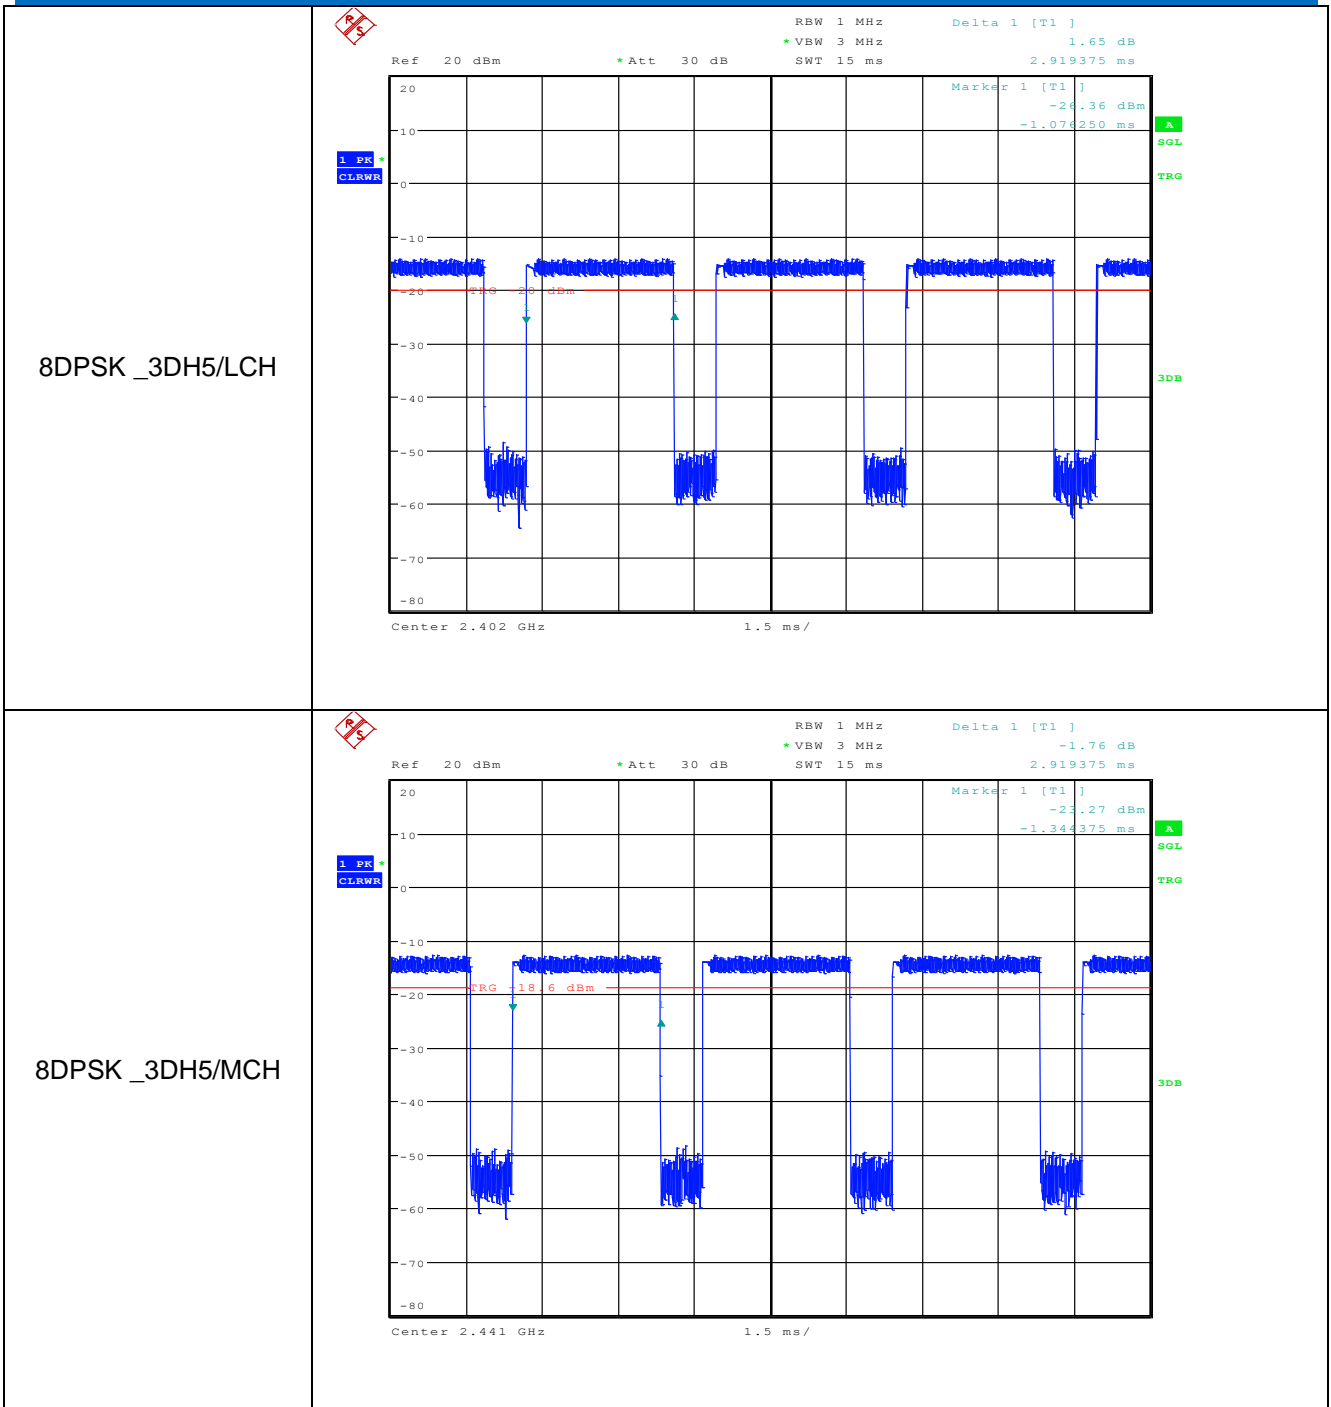 8DPSK _3DH5/LCH
R S
RBW 1 MHz
Delta 1 [T1 ]
* VBW 3 MHz
1.65 dB
Ref 20 dBm
* Att 30 dB
SWT 15 ms
2.919375 ms
20
Marker 1 [T1 ]
-26.36 dBm
-1.076250 ms
A
SGL
TRG
10
1 PK *
CLRWR
0
-10
TRG -20 dBm
-20
1
1
-30
3DB
-40
-50
-60
-70
-80
Center 2.402 GHz
1.5 ms/
8DPSK _3DH5/MCH
R S
RBW 1 MHz
Delta 1 [T1 ]
* VBW 3 MHz
-1.76 dB
Ref 20 dBm
* Att 30 dB
SWT 15 ms
2.919375 ms
20
Marker 1 [T1 ]
-23.27 dBm
-1.344375 ms
A
SGL
TRG
10
1 PK *
CLRWR
0
-10
TRG -18.6 dBm
-20
1
-30
3DB
-40
-50
-60
-70
-80
Center 2.441 GHz
1.5 ms/